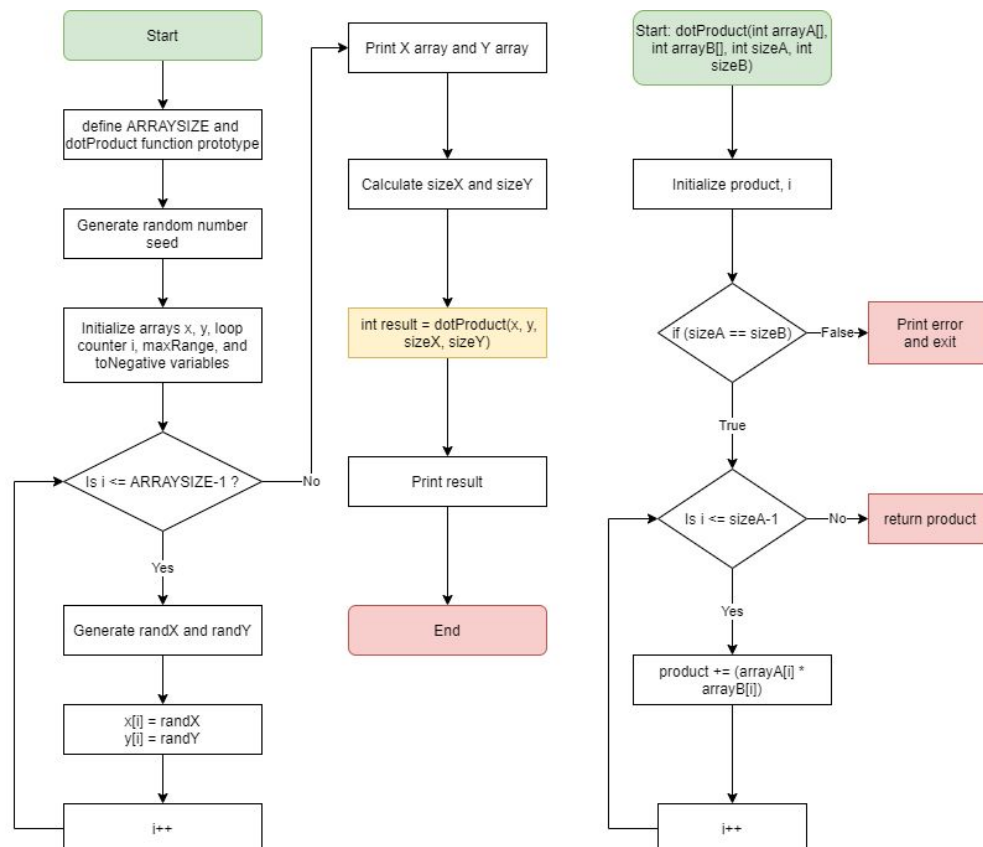 Start
define ARRAYSIZE and
dotProduct function prototype
Generate random number
seed
Initialize arrays x, y, loop
counter i, maxRange, and
toNegative variables
Is i <= ARRAYSIZE-1 ?
No
Yes
Generate randX and randY
x[i] = randX
y[i] = randY
i++
Print X array and Y array
Calculate sizeX and sizeY
int result = dotProduct(x, y,
sizeX, sizeY)
Print result
End
Start: dotProduct(int arrayA[],
int arrayB[], int sizeA, int
sizeB)
Initialize product, i
if (sizeA == sizeB)
False
Print error
and exit
True
Is i <= sizeA-1
No
return product
Yes
product += (arrayA[i] *
arrayB[i])
i++